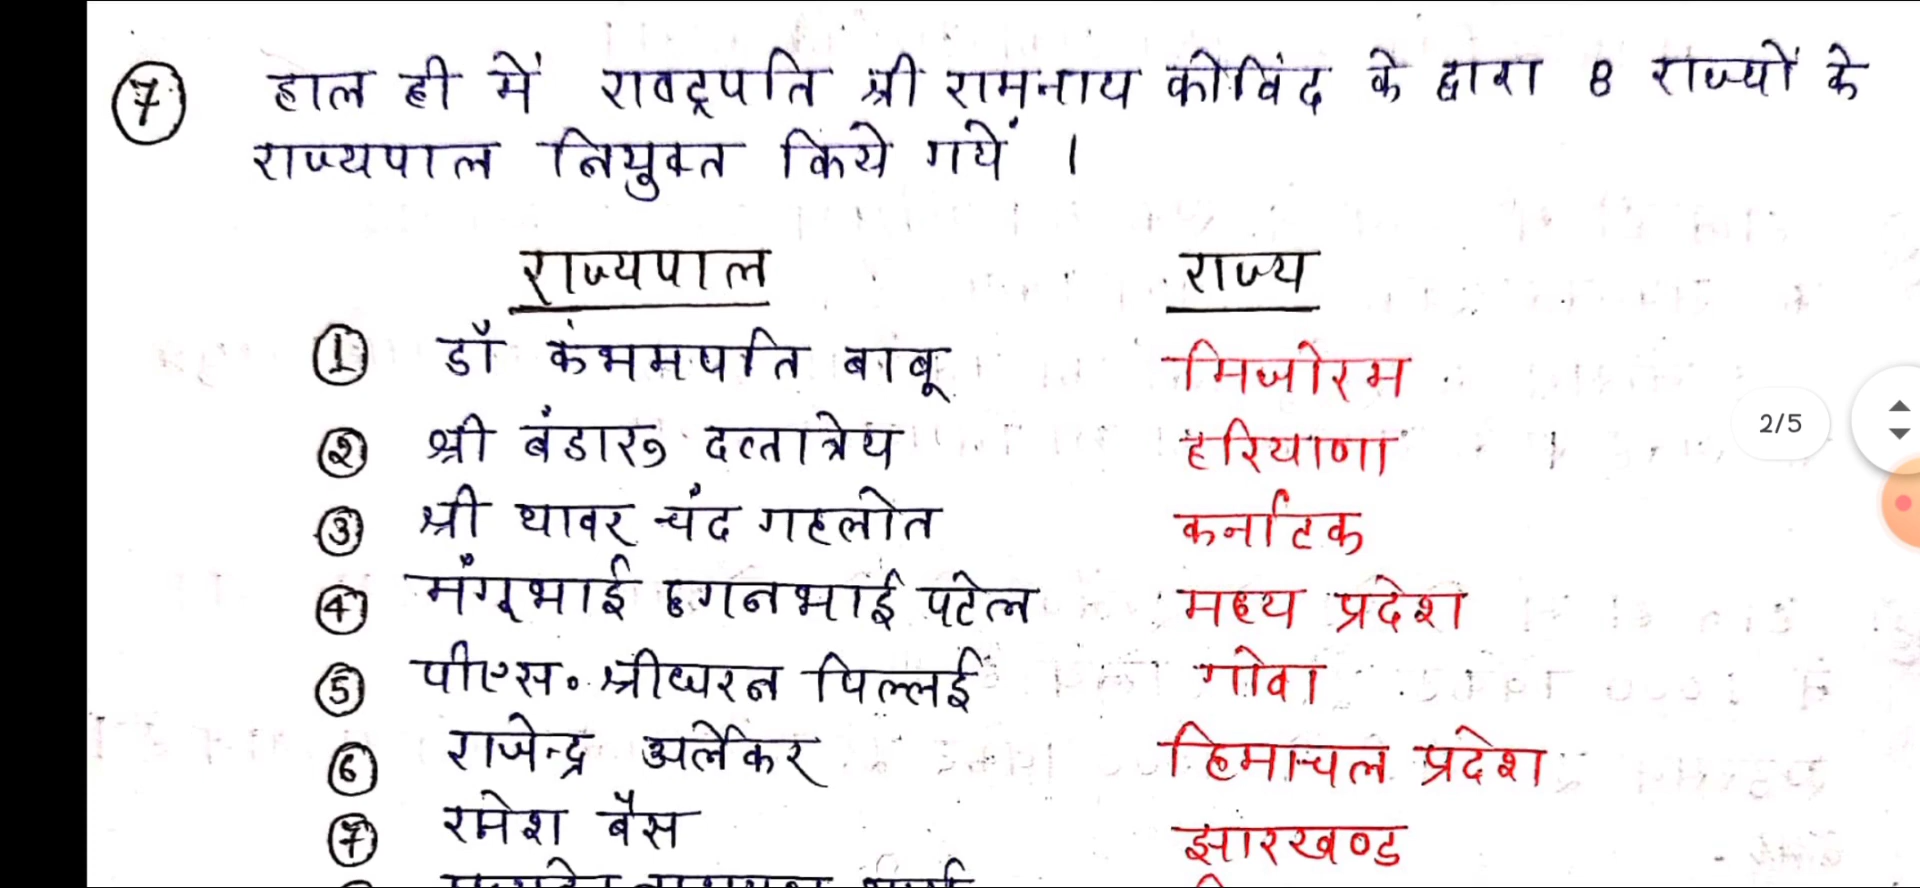 7 हाल ही में राष्ट्रपति श्री रामनाथ कोविंद के द्वारा 8 राज्यों के
राज्यपाल नियुक्त किये गयें ।
राज्यपाल राज्य
1 डॉ कंभमपति बाबू मिजोरम
2 श्री बंडारू दत्तात्रेय हरियाणा
3 श्री थावर चंद गहलोत कर्नाटक
4 मंगूभाई छगनभाई पटेल मध्य प्रदेश
2/5
5 पीएस. श्रीधरन पिल्लई गोवा
6 राजेन्द्र अर्लेकर हिमाचल प्रदेश
7 रमेश बैस झारखण्ड